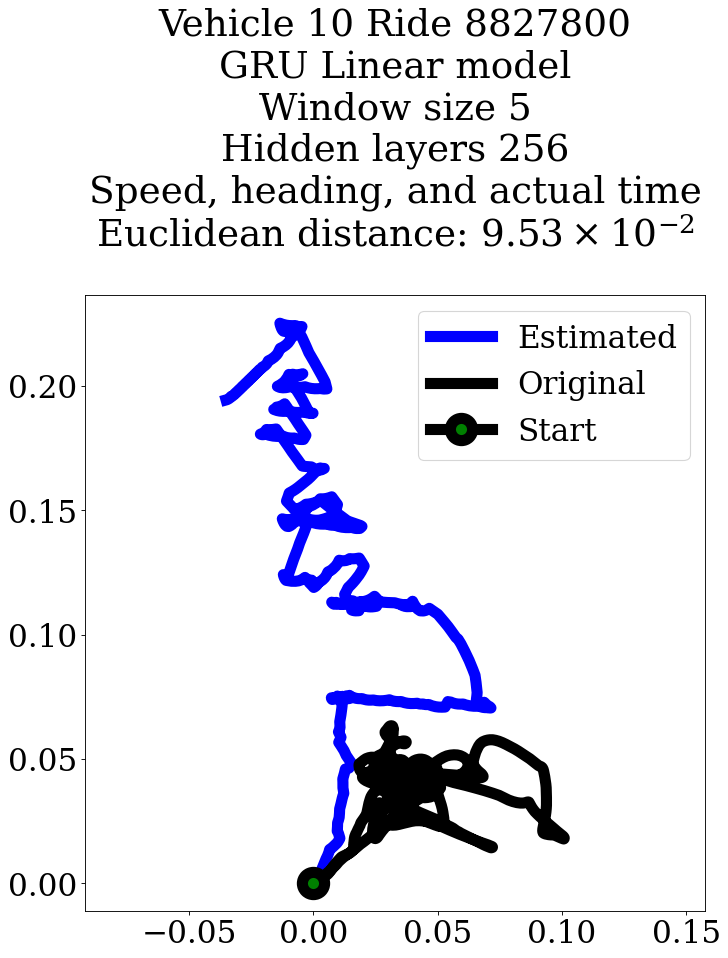 Vehicle 10 Ride 8827800
GRU Linear model
Window size 5
Hidden layers 256
Speed, heading, and actual time
Euclidean distance: 9.53 × 10⁻²
Estimated
Original
Start
0.20
0.15
0.10
0.05
0.00
−0.05 0.00 0.05 0.10 0.15